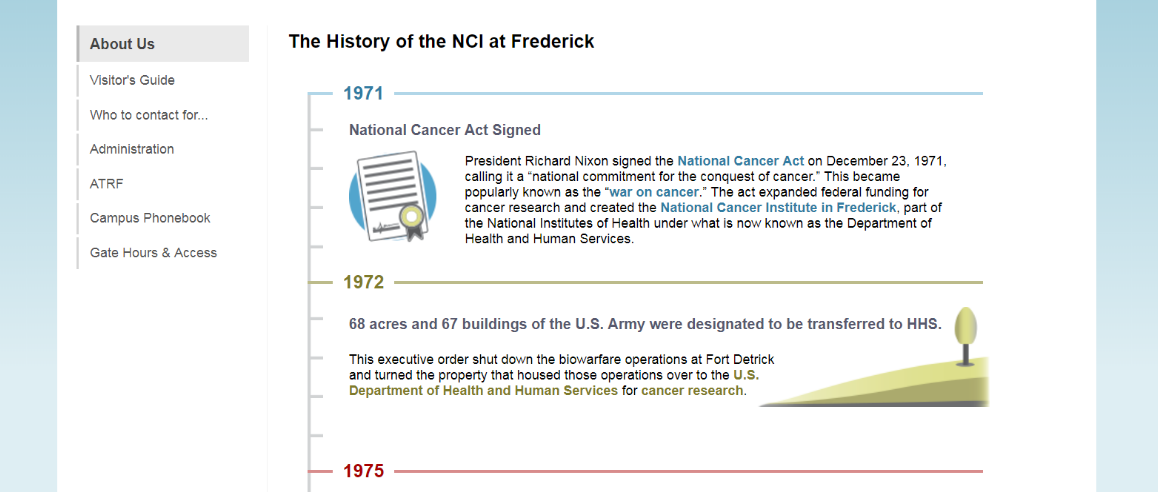 About Us
Visitor's Guide
Who to contact for...
Administration
ATRF
Campus Phonebook
Gate Hours & Access
The History of the NCI at Frederick
1971
National Cancer Act Signed
President Richard Nixon signed the National Cancer Act on December 23, 1971,
calling it a “national commitment for the conquest of cancer.” This became
popularly known as the “war on cancer.” The act expanded federal funding for
cancer research and created the National Cancer Institute in Frederick, part of
the National Institutes of Health under what is now known as the Department of
Health and Human Services.
1972
68 acres and 67 buildings of the U.S. Army were designated to be transferred to HHS.
This executive order shut down the biowarfare operations at Fort Detrick
and turned the property that housed those operations over to the U.S.
Department of Health and Human Services for cancer research.
1975